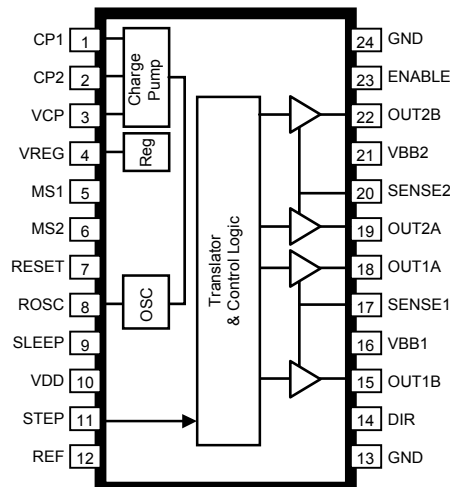 CP1 1
CP2 2
VCP 3
VREG 4
MS1 5
MS2 6
RESET 7
ROSC 8
SLEEP 9
VDD 10
STEP 11
REF 12
Charge
Pump
Reg
OSC
Translator
& Control Logic
24 GND
23 ENABLE
22 OUT2B
21 VBB2
20 SENSE2
19 OUT2A
18 OUT1A
17 SENSE1
16 VBB1
15 OUT1B
14 DIR
13 GND